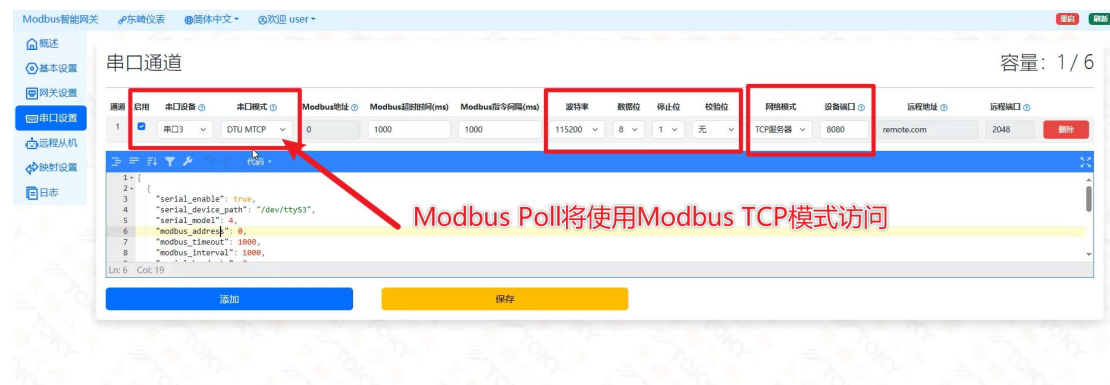 Modbus智能网关 东崎仪表 简体中文 欢迎 user 重启 刷新
概述
基本设置
网关设置
串口设置
远程从机
映射设置
日志
串口通道 容量：1 / 6
通道 启用 串口设备 串口模式 Modbus地址 Modbus超时时间(ms) Modbus指令间隔(ms) 波特率 数据位 停止位 校验位 网络模式 设备端口 远程地址 远程端口
1 串口3 DTU MTCP 0 1000 1000 115200 8 1 无 TCP服务器 8080 remote.com 2048 删除
代码
1 [
2 {
3 "serial_enable": true,
4 "serial_device_path": "/dev/ttyS3",
5 "serial_model": 4,
6 "modbus_address": 0,
7 "modbus_timeout": 1000,
8 "modbus_interval": 1000,
Modbus Poll将使用Modbus TCP模式访问
Ln: 6 Col: 19
添加 保存